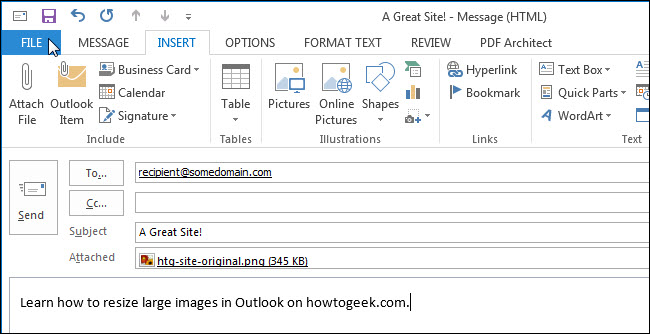 A Great Site! - Message (HTML)
FILE MESSAGE INSERT OPTIONS FORMAT TEXT REVIEW PDF Architect
Attach File
Outlook Item
Business Card
Calendar
Signature
Include
Table
Tables
Pictures
Online Pictures
Shapes
Illustrations
Hyperlink
Bookmark
Links
Text Box
Quick Parts
WordArt
Text
Send
To...
recipient@somedomain.com
Cc...
Subject
A Great Site!
Attached
htg-site-original.png (345 KB)
Learn how to resize large images in Outlook on howtogeek.com.